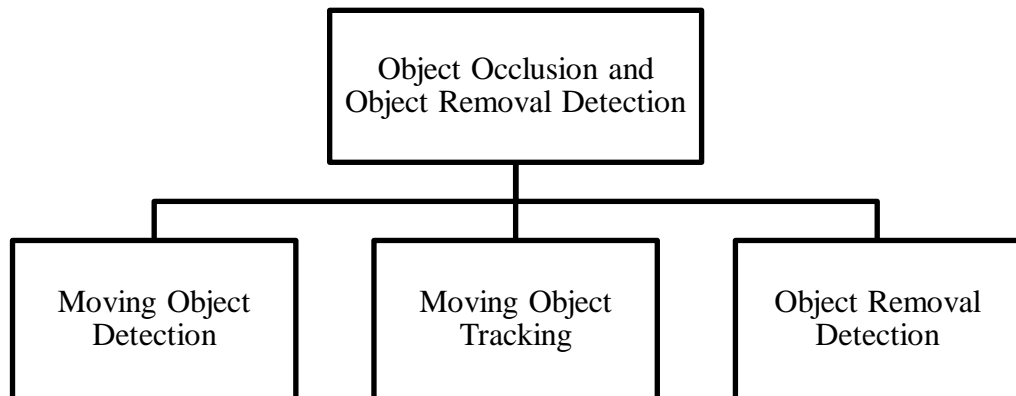 Object Occlusion and
Object Removal Detection
Moving Object
Detection
Moving Object
Tracking
Object Removal
Detection